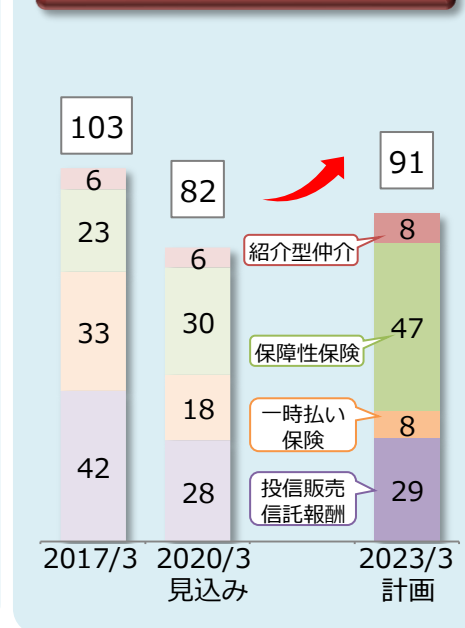 103
6
23
33
42
82
6
30
18
28
91
8
47
8
29
紹介型仲介
保障性保険
一時払い
保険
投信販売
信託報酬
2017/3
2020/3
見込み
2023/3
計画